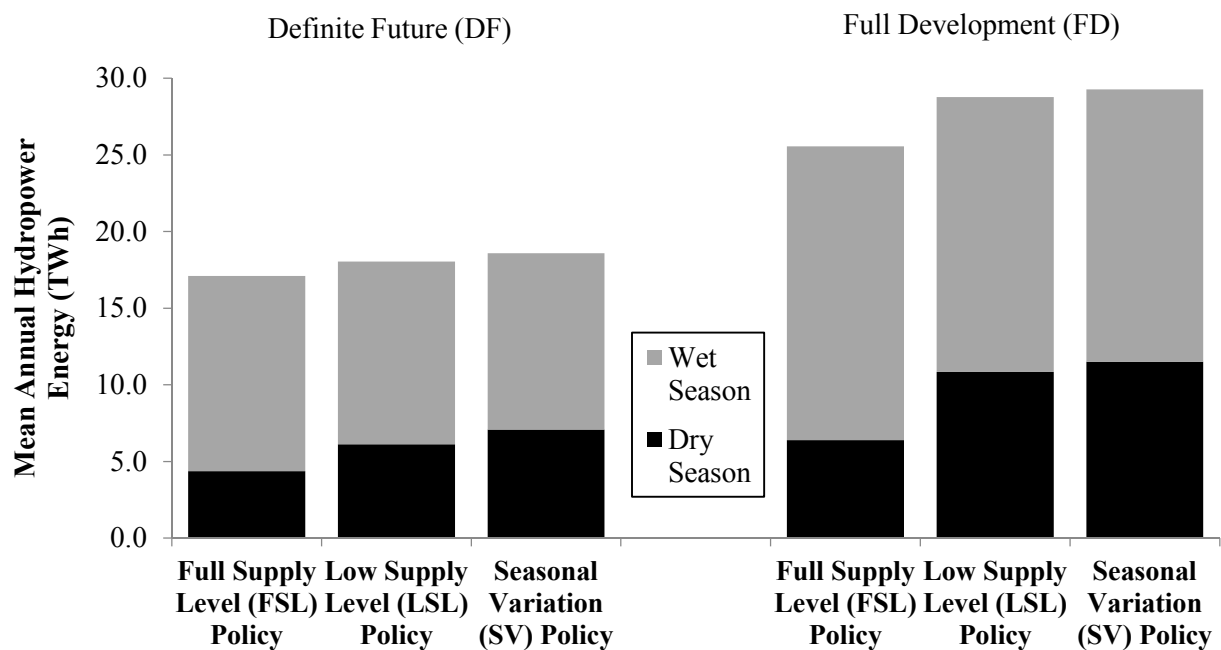 Definite Future (DF)
Full Development (FD)
Mean Annual Hydropower
Energy (TWh)
30.0
25.0
20.0
15.0
10.0
5.0
0.0
Wet
Season
Dry
Season
Full Supply
Level (FSL)
Policy
Low Supply
Level (LSL)
Policy
Seasonal
Variation
(SV) Policy
Full Supply
Level (FSL)
Policy
Low Supply
Level (LSL)
Policy
Seasonal
Variation
(SV) Policy